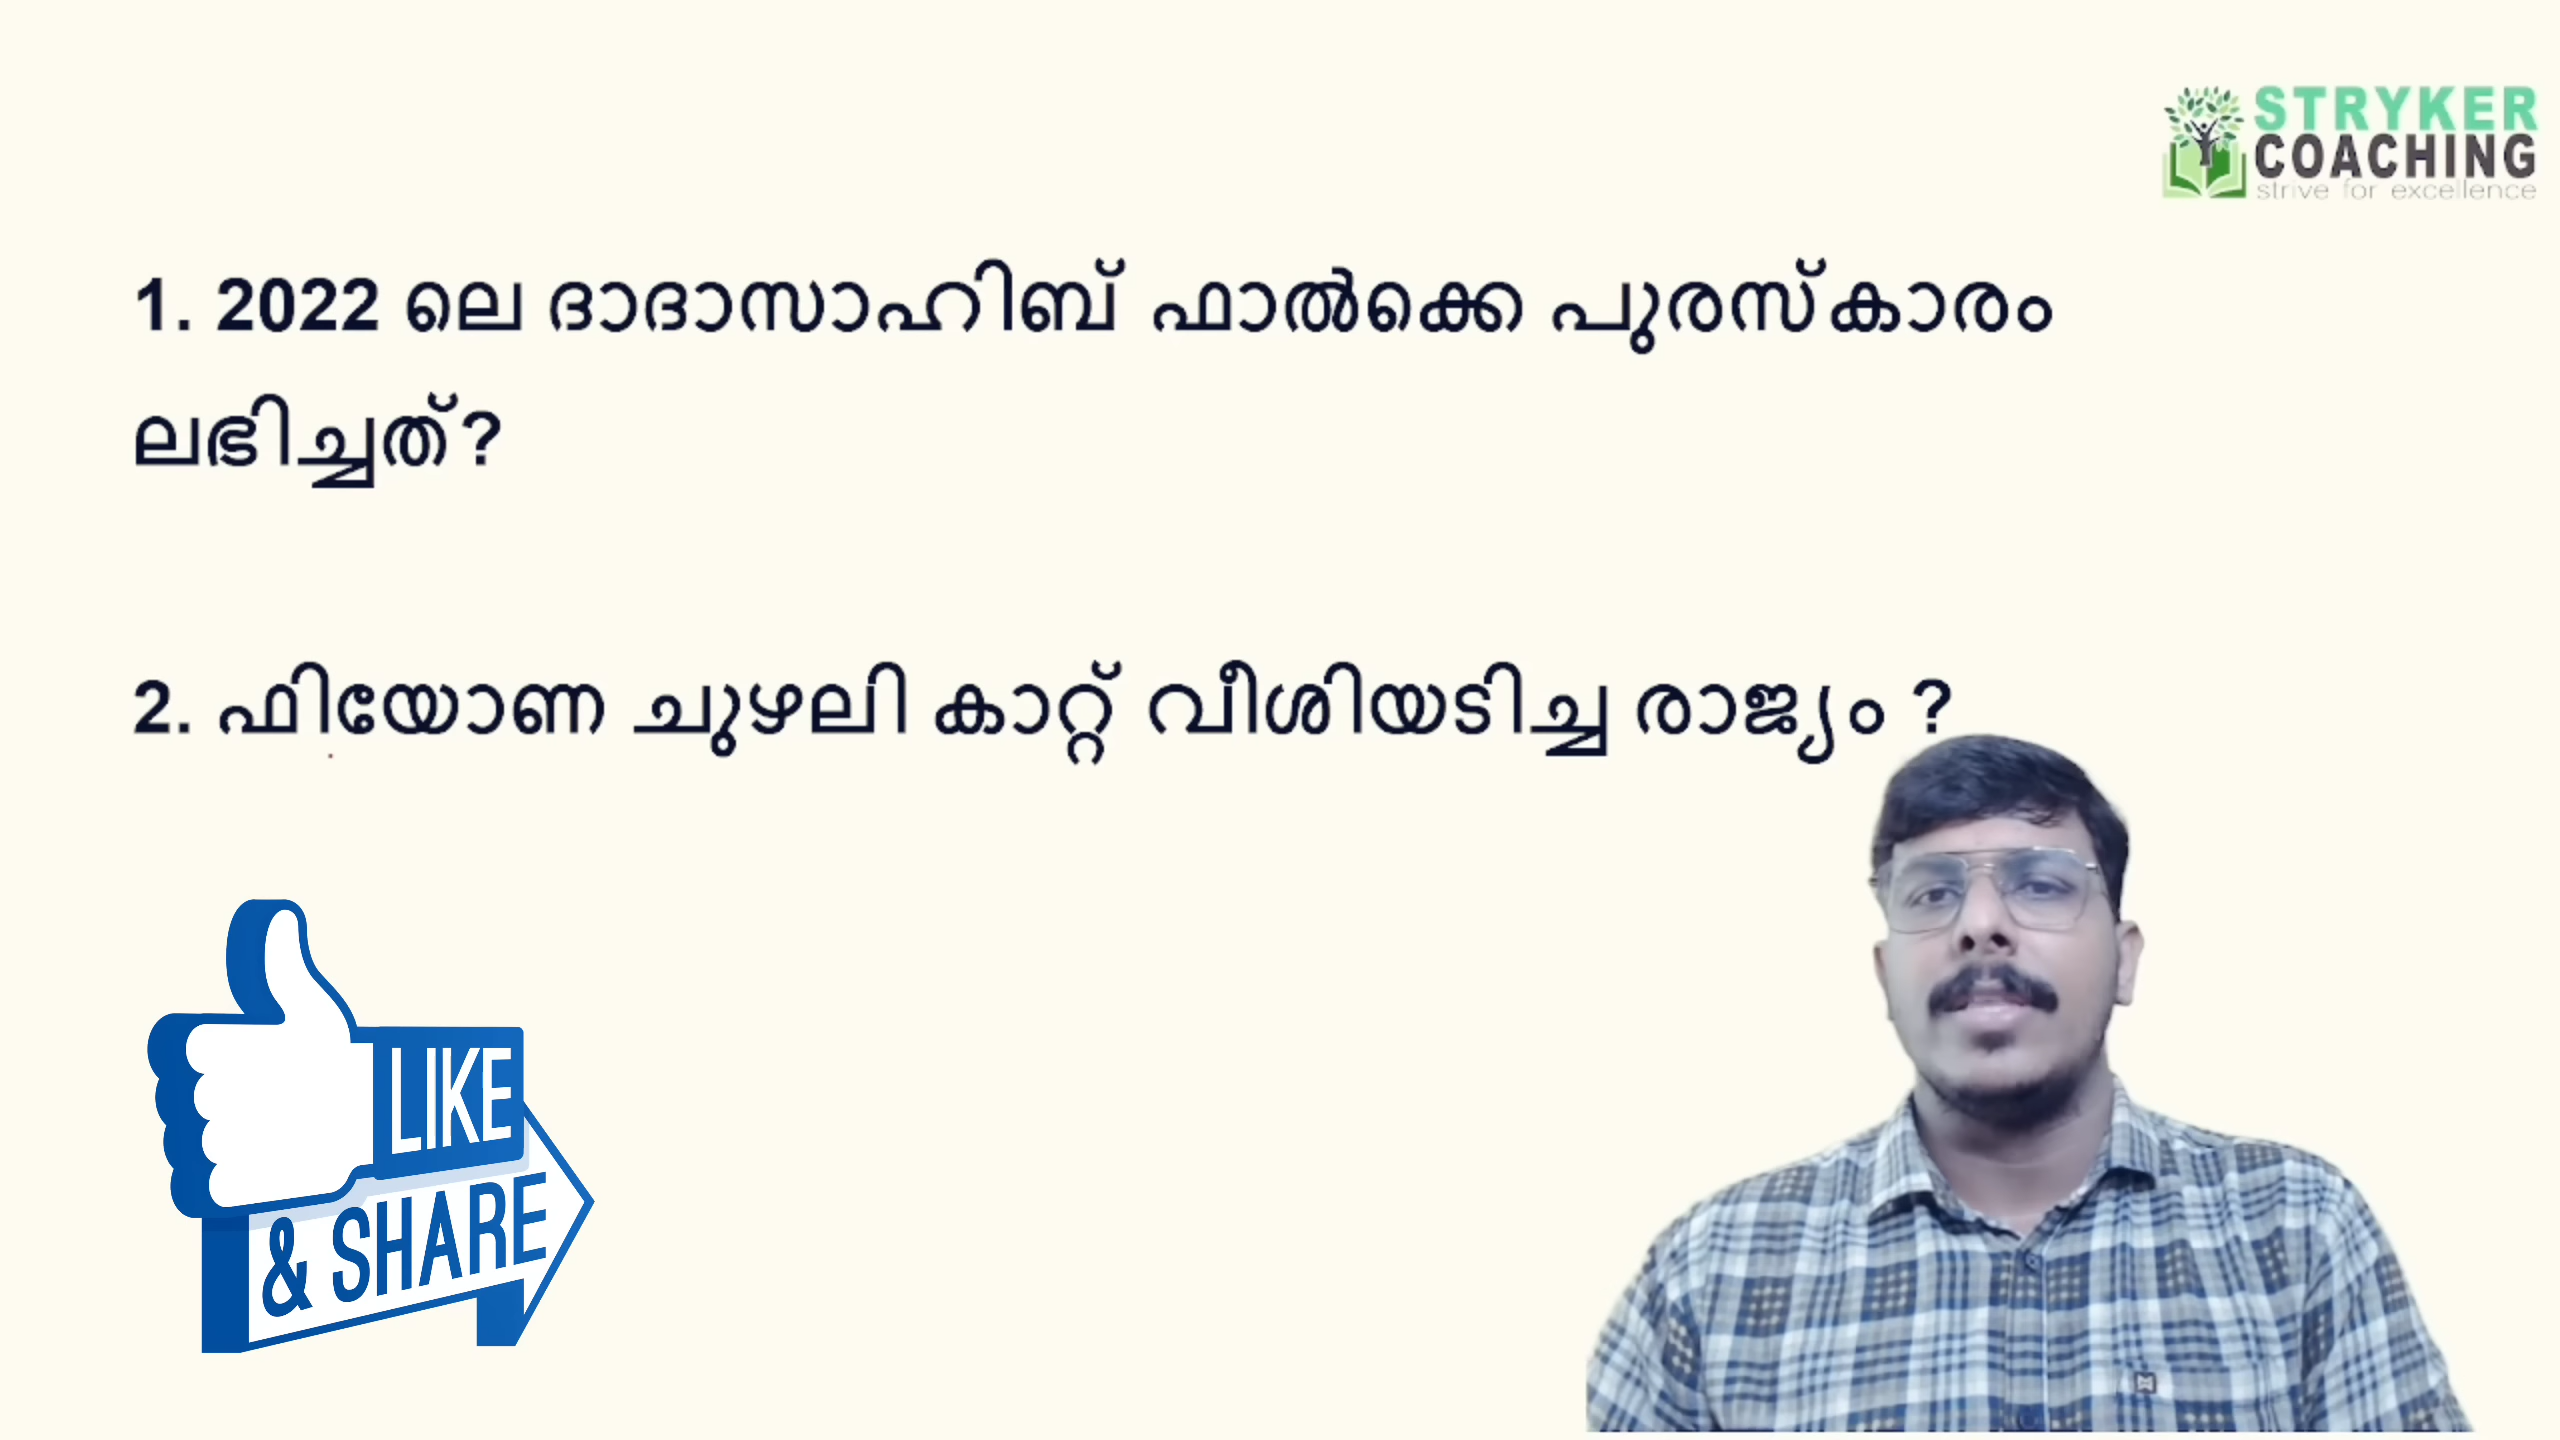 STRYKER
COACHING
strive for excellence
1. 2022 ലെ ദാദാസാഹിബ് ഫാൽക്കെ പുരസ്കാരം
ലഭിച്ചത്?
2. ഫിയോണ ചുഴലി കാറ്റ് വീശിയടിച്ച രാജ്യം ?
LIKE
& SHARE